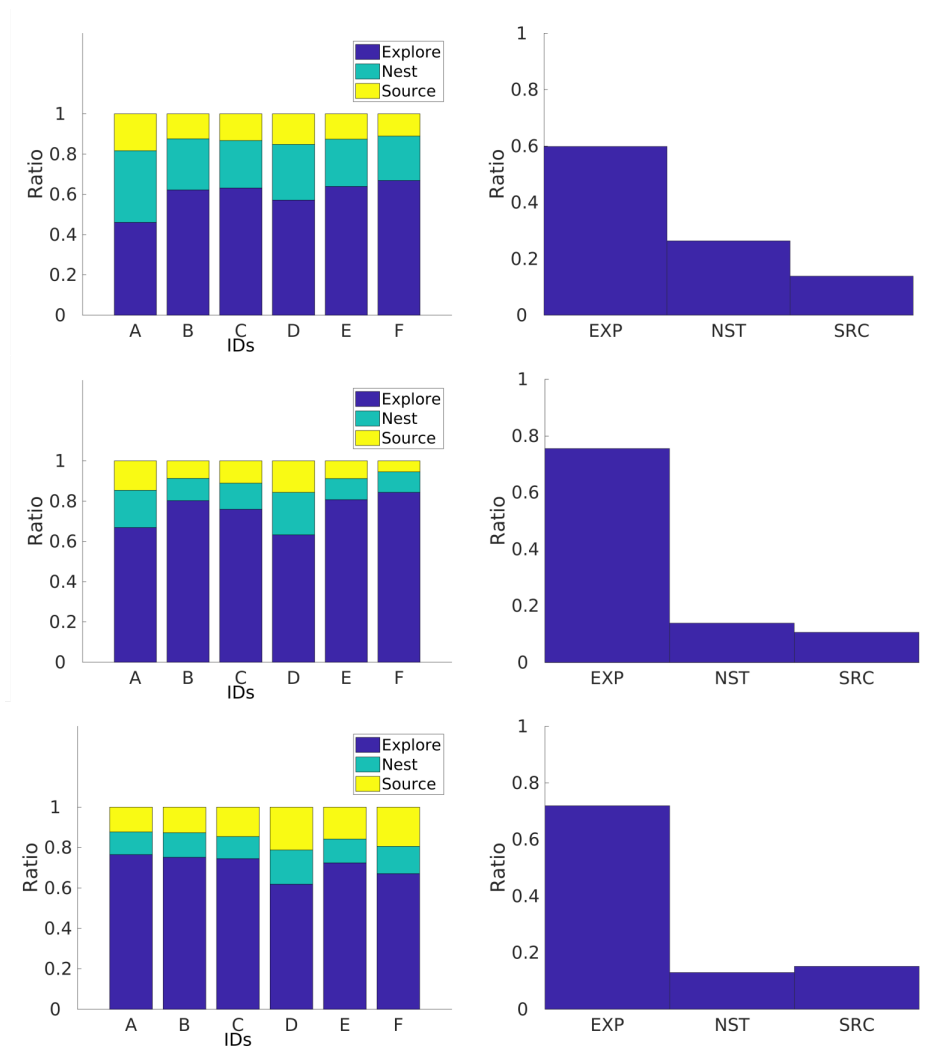 Explore
Nest
Source
1
0.8
0.6
0.4
0.2
0
Ratio
A B C D E F
IDs
1
0.8
0.6
0.4
0.2
0
Ratio
EXP NST SRC
Explore
Nest
Source
1
0.8
0.6
0.4
0.2
0
Ratio
A B C D E F
IDs
1
0.8
0.6
0.4
0.2
0
Ratio
EXP NST SRC
Explore
Nest
Source
1
0.8
0.6
0.4
0.2
0
Ratio
A B C D E F
IDs
1
0.8
0.6
0.4
0.2
0
Ratio
EXP NST SRC